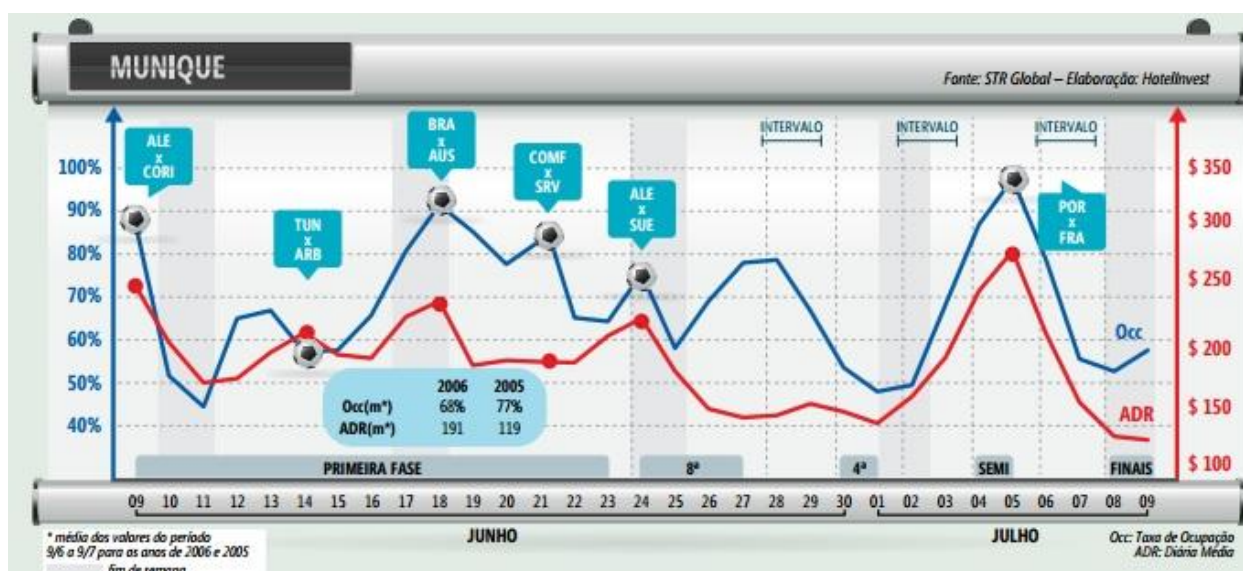 MUNIQUE
Fonte: STR Global – Elaboração: HotelInvest
ALE
x
CORI
BRA
x
AUS
COMF
x
SRV
ALE
x
SUE
TUN
x
ARB
POR
x
FRA
INTERVALO
INTERVALO
INTERVALO
100%
90%
80%
70%
60%
50%
40%
$ 350
$ 300
$ 250
$ 200
$ 150
$ 100
Occ
ADR
2006 2005
Occ(m*) 68% 77%
ADR(m*) 191 119
PRIMEIRA FASE 8ª 4ª SEMI FINAIS
09 10 11 12 13 14 15 16 17 18 19 20 21 22 23 24 25 26 27 28 29 30 01 02 03 04 05 06 07 08 09
JUNHO JULHO
* média dos valores do período
9/6 a 9/7 para os anos de 2006 e 2005
fim de semana
Occ: Taxa de Ocupação
ADR: Diária Média